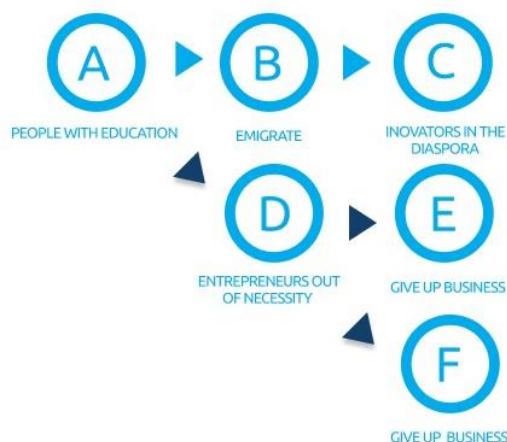 A
B
C
PEOPLE WITH EDUCATION
EMIGRATE
INOVATORS IN THE
DIASPORA
D
E
ENTREPRENEURS OUT
OF NECESSITY
GIVE UP BUSINESS
F
GIVE UP BUSINESS